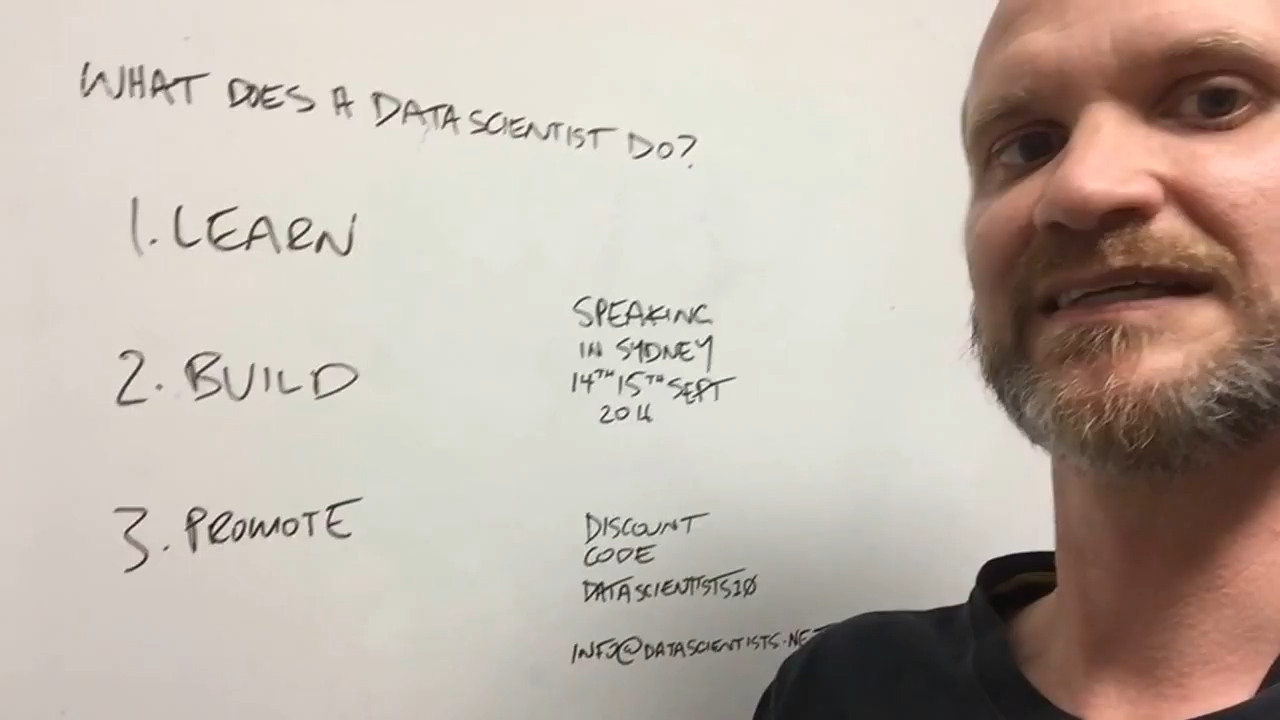 WHAT DOES A DATA SCIENTIST DO?
1. LEARN
2. BUILD
3. PROMOTE
SPEAKING
IN SYDNEY
14TH 15TH SEPT
DISCOUNT
CODE
DATASCIENTISTS10
INFO@DATASCIENTISTS.NET